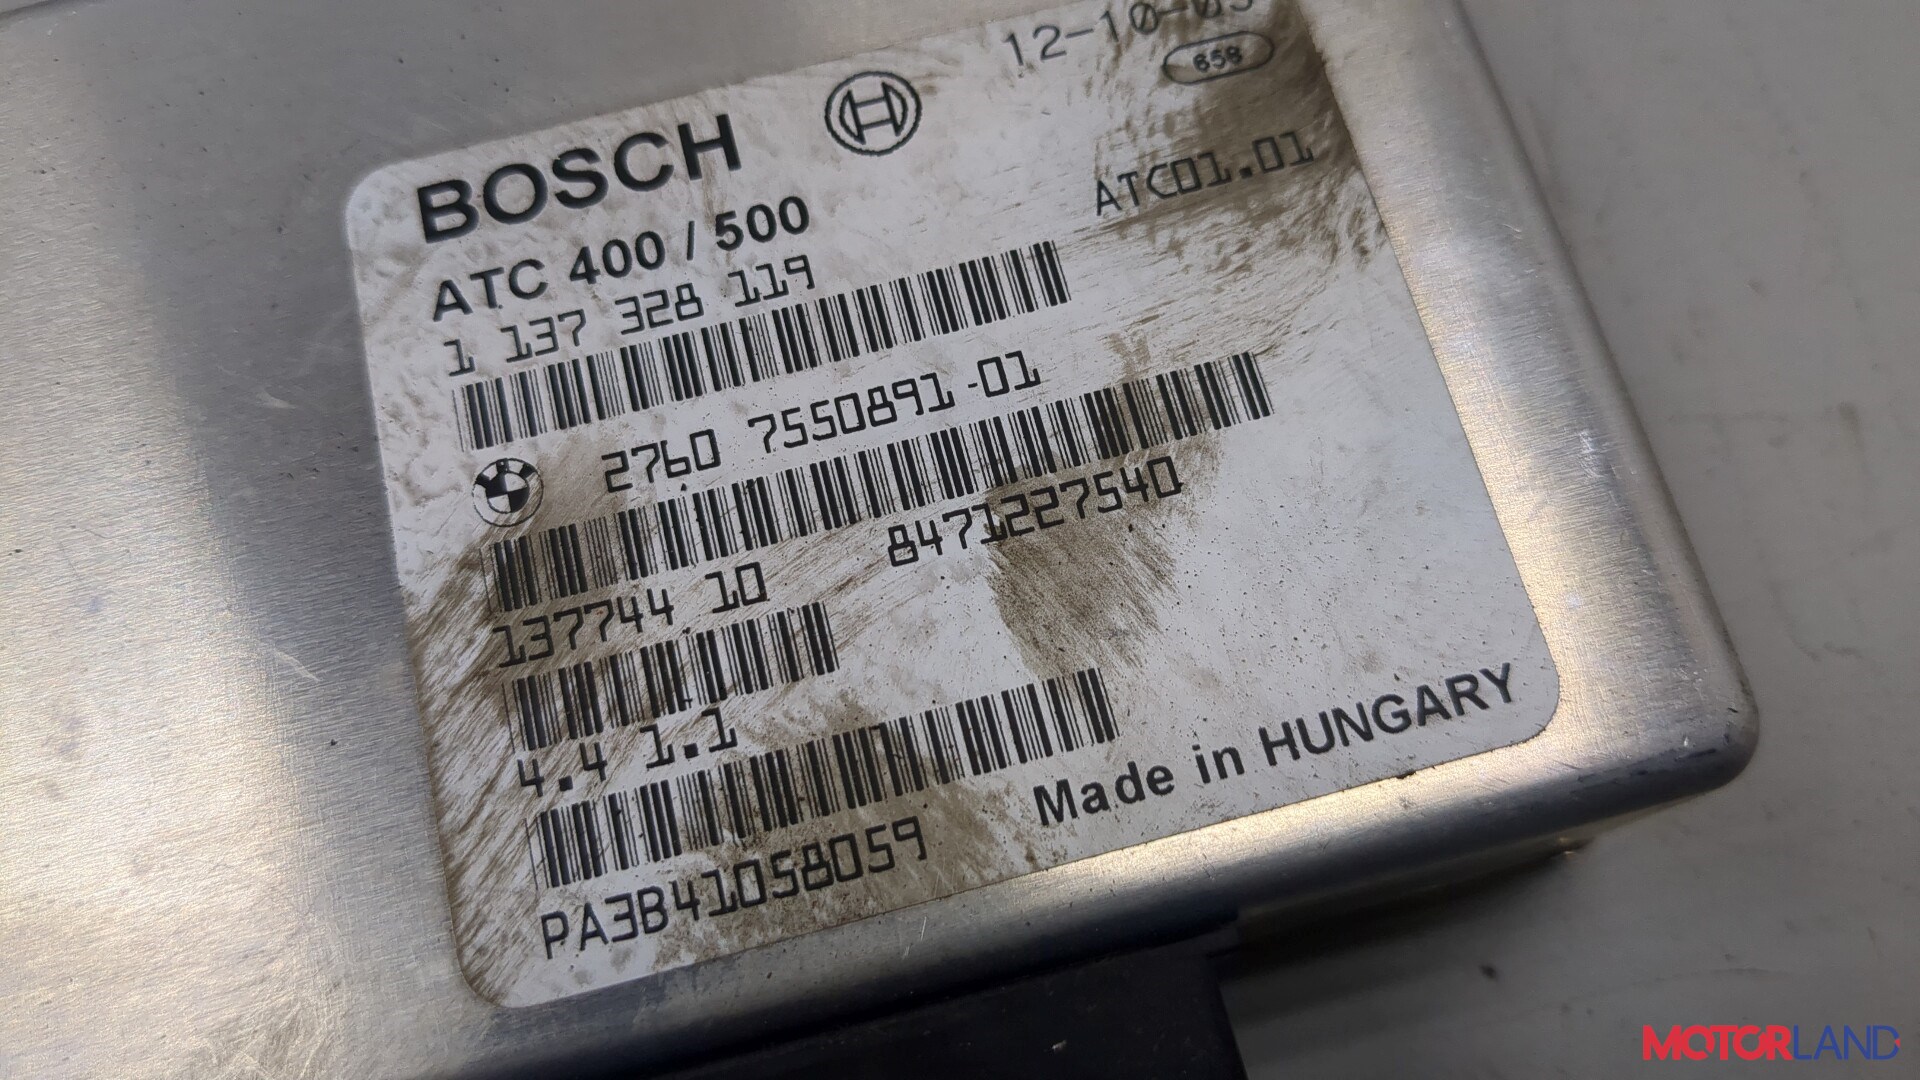 12-10-05
658
BOSCH
ATC01.01
ATC 400 / 500
1 137 328 119
2760 7550891-01
137744 10
8471227540
4.4 1.1
Made in HUNGARY
PA3B41058059
MOTORLAND